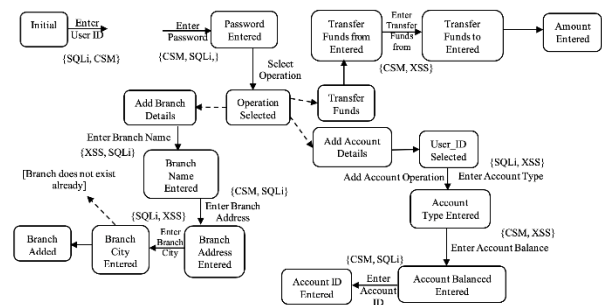 Initial
Enter
User ID
{SQLi, CSM}
Enter
Password
{CSM, SQLi,}
Password
Entered
Select
Operation
Transfer
Funds from
Entered
Enter
Transfer
Funds
from
{CSM, XSS}
Transfer
Funds to
Entered
Amount
Entered
Add Branch
Details
Operation
Selected
Transfer
Funds
Enter Branch Name
{XSS, SQLi}
Add Account
Details
User_ID
Selected
{SQLi, XSS}
Add Account Operation
Enter Account Type
Branch
Name
Entered
[Branch does not exist
already]
{CSM, SQLi}
Enter Branch
Address
Account
Type Entered
{CSM, XSS}
Enter Account Balance
{SQLi, XSS}
Branch
Added
Branch
City
Entered
Enter
Branch
City
Branch
Address
Entered
{CSM, SQLi}
Account ID
Entered
Enter
Account
ID
Account Balanced
Entered